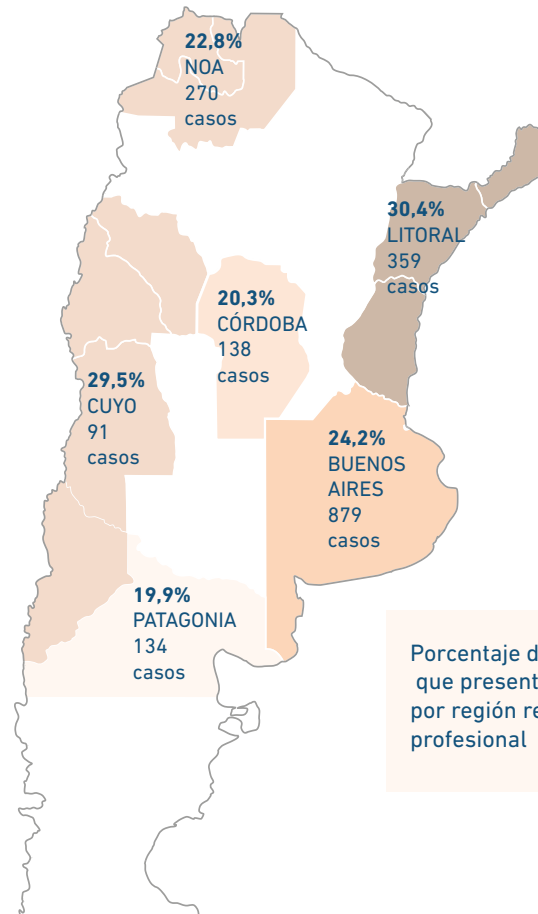 22,8%
NOA
270
casos
30,4%
LITORAL
359
casos
20,3%
CÓRDOBA
138
casos
29,5%
CUYO
91
casos
24,2%
BUENOS
AIRES
879
casos
19,9%
PATAGONIA
134
casos
Porcentaje d
que present
por región re
profesional